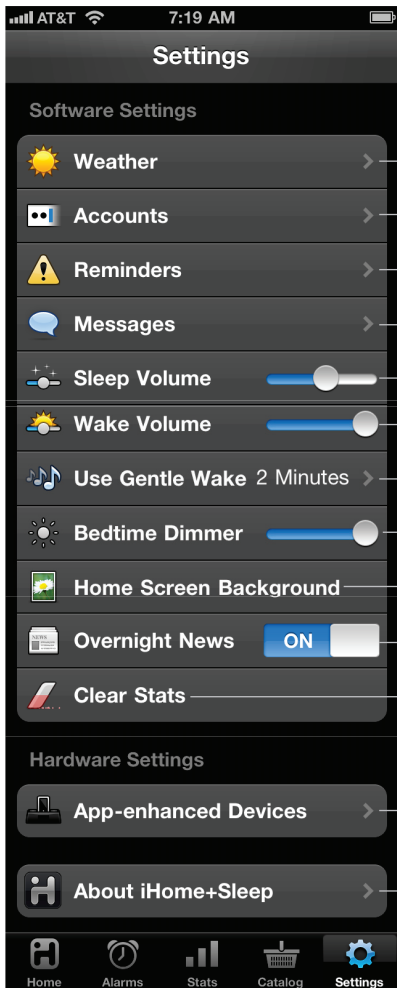 AT&T 7:19 AM
Settings
Software Settings
Weather
Accounts
Reminders
Messages
Sleep Volume
Wake Volume
Use Gentle Wake 2 Minutes
Bedtime Dimmer
Home Screen Background
NEWS
Overnight News ON
Clear Stats
Hardware Settings
App-enhanced Devices
About iHome+Sleep
Home Alarms Stats Catalog Settings